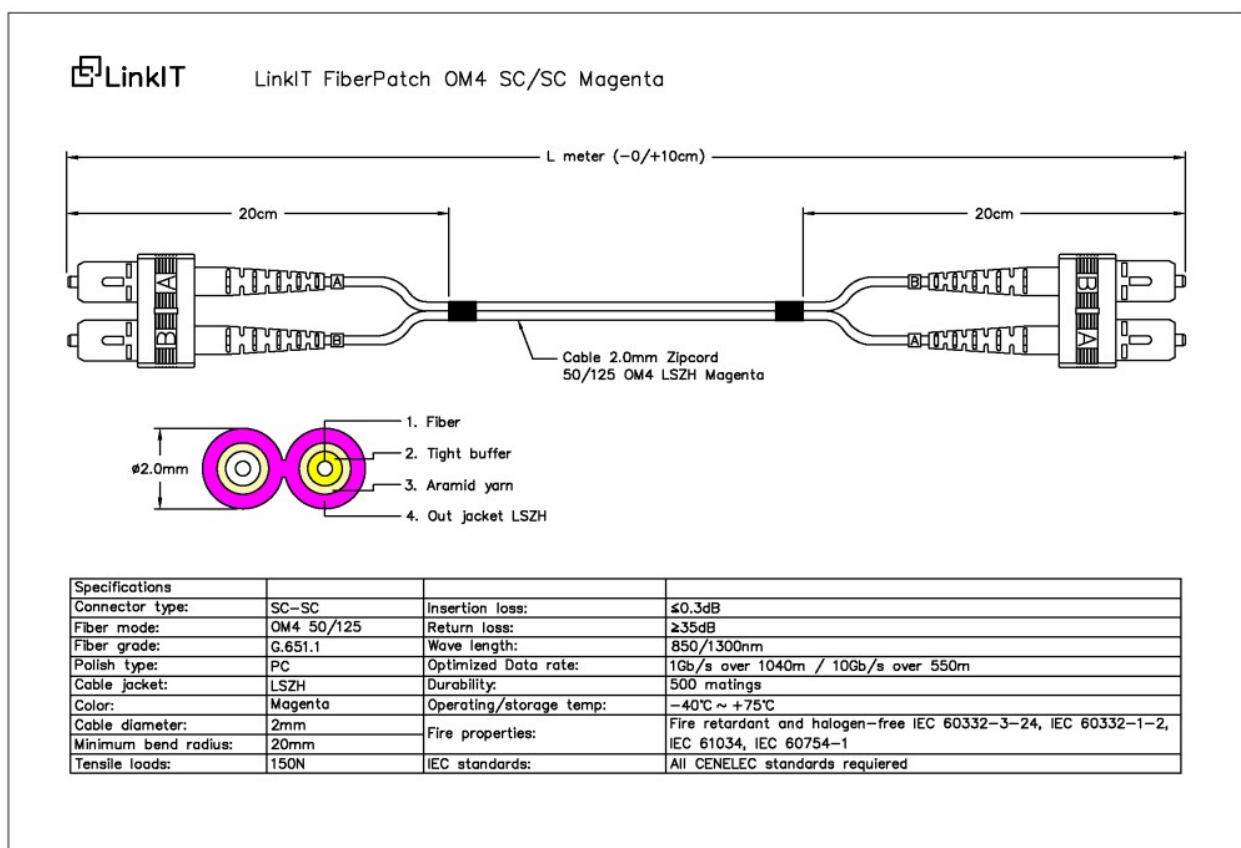 LinkIT
LinkIT FiberPatch OM4 SC/SC Magenta
L meter (-0/+10cm)
20cm
20cm
A
B
A
B
B
A
B
A
Cable 2.0mm Zipcord
50/125 OM4 LSZH Magenta
ø2.0mm
1. Fiber
2. Tight buffer
3. Aramid yarn
4. Out jacket LSZH
Specifications
Connector type: SC-SC Insertion loss: ≤0.3dB
Fiber mode: OM4 50/125 Return loss: ≥35dB
Fiber grade: G.651.1 Wave length: 850/1300nm
Polish type: PC Optimized Data rate: 1Gb/s over 1040m / 10Gb/s over 550m
Cable jacket: LSZH Durability: 500 matings
Color: Magenta Operating/storage temp: -40℃ ~ +75℃
Cable diameter: 2mm Fire properties: Fire retardant and halogen-free IEC 60332-3-24, IEC 60332-1-2,
Minimum bend radius: 20mm IEC 61034, IEC 60754-1
Tensile loads: 150N IEC standards: All CENELEC standards requiered